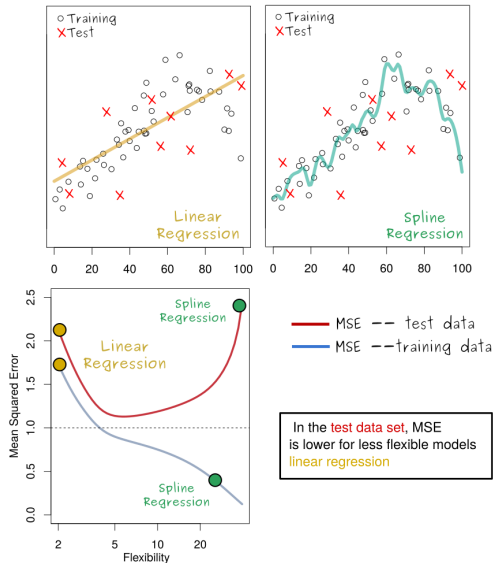 Training
Test
Linear
Regression
0 20 40 60 80 100
Training
Test
Spline
Regression
0 20 40 60 80 100
Mean Squared Error
2.5
2.0
1.5
1.0
0.5
0.0
Spline
Regression
Linear
Regression
Spline
Regression
2 5 10 20
Flexibility
MSE -- test data
MSE --training data
In the test data set, MSE
is lower for less flexible models
linear regression